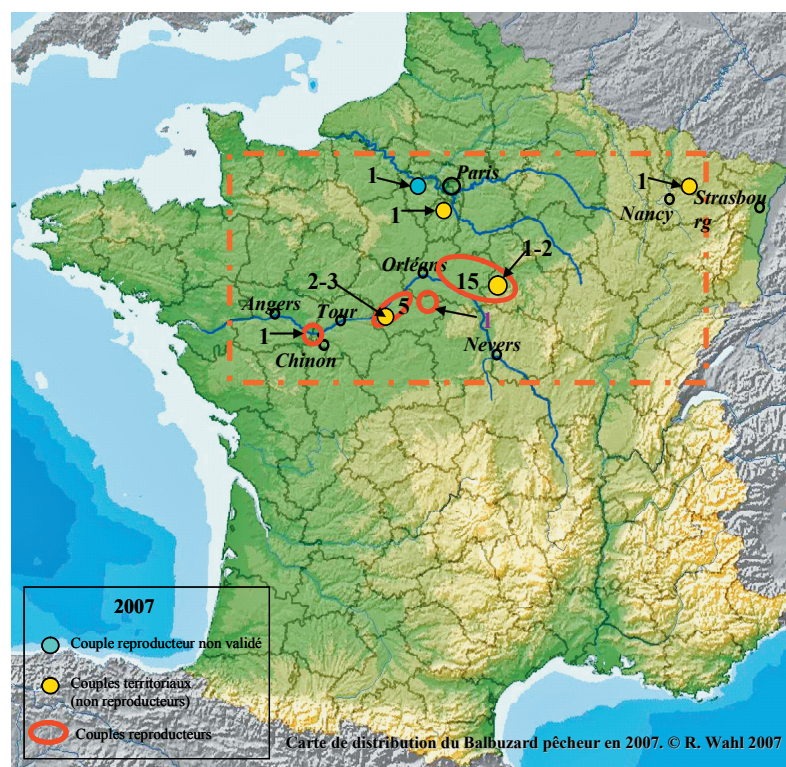 1
Paris
1
Strasbou
rg
Nancy
1
1-2
Orléans
15
2-3
5
Angers
Tour
1
1
Chinon
Nevers
2007
Couple reproducteur non validé
Couples territoriaux
(non reproducteurs)
Couples reproducteurs
Carte de distribution du Balbuzard pêcheur en 2007. © R. Wahl 2007